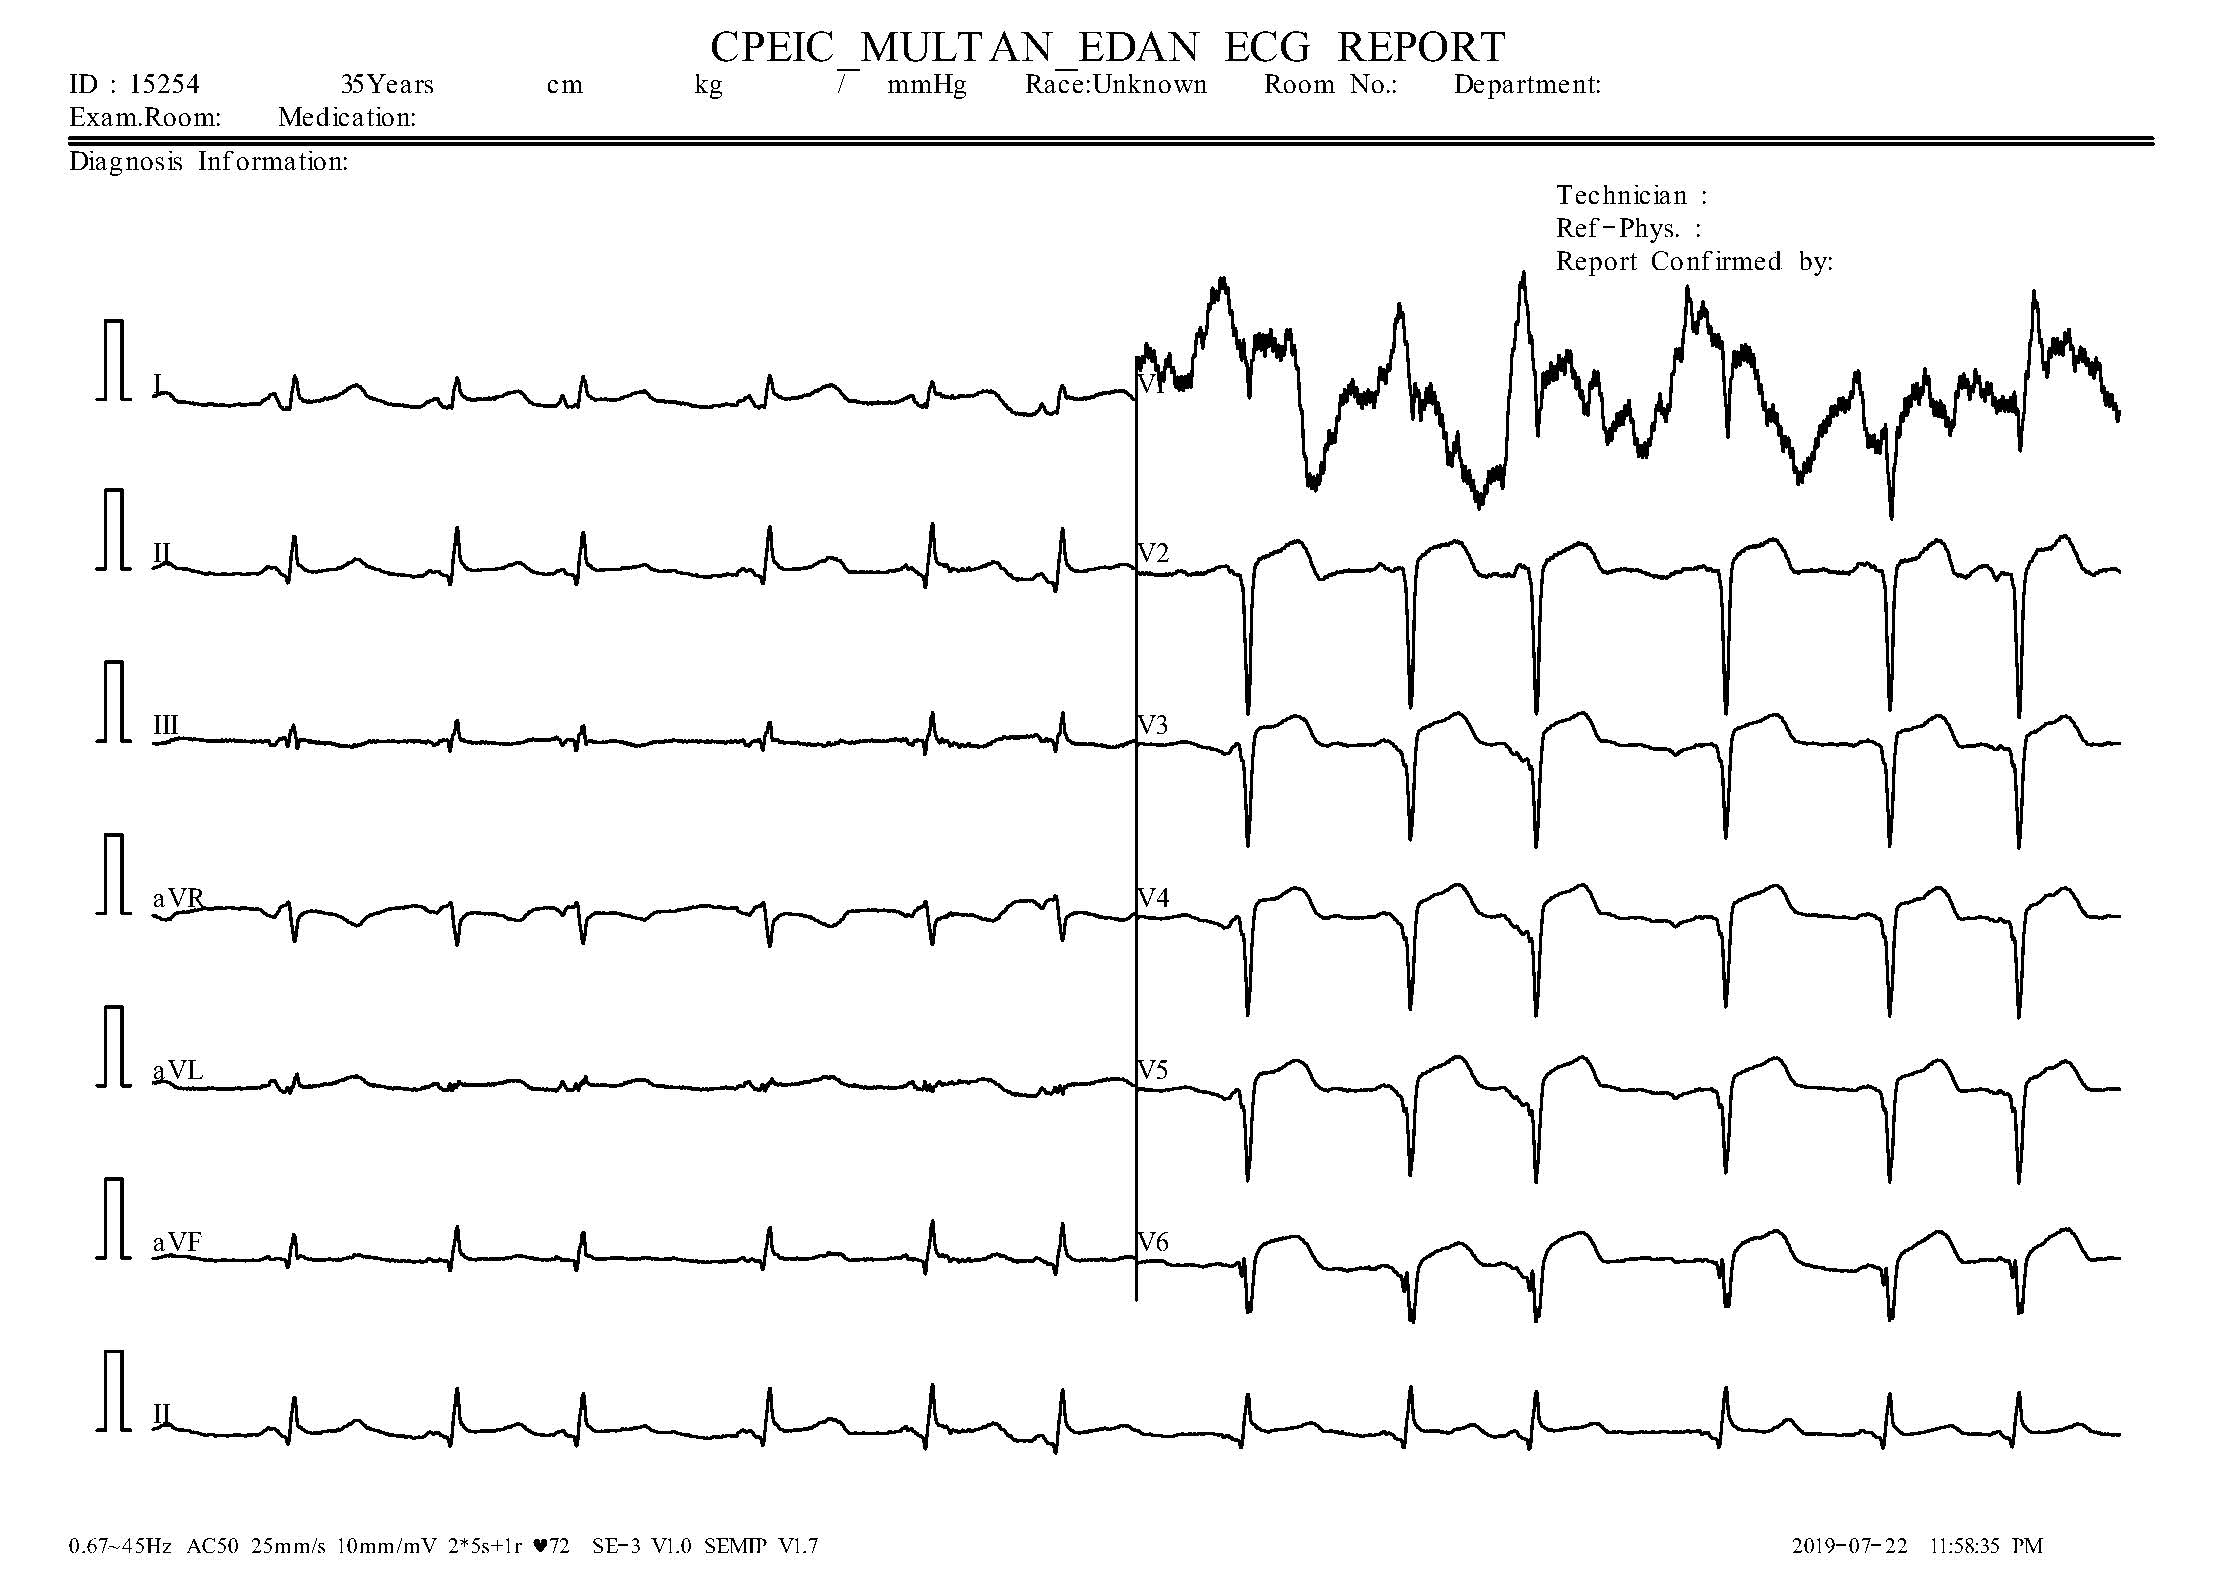 CPEIC_MULTAN_EDAN ECG REPORT
ID : 15254 35Years cm kg / mmHg Race:Unknown Room No.: Department:
Exam.Room: Medication:
Diagnosis Information:
Technician :
Ref-Phys. :
Report Confirmed by:
I V1
II V2
III V3
aVR V4
aVL V5
aVF V6
II
0.67~45Hz AC50 25mm/s 10mm/mV 2*5s+1r ♥72 SE-3 V1.0 SEMIP V1.7 2019-07-22 11:58:35 PM